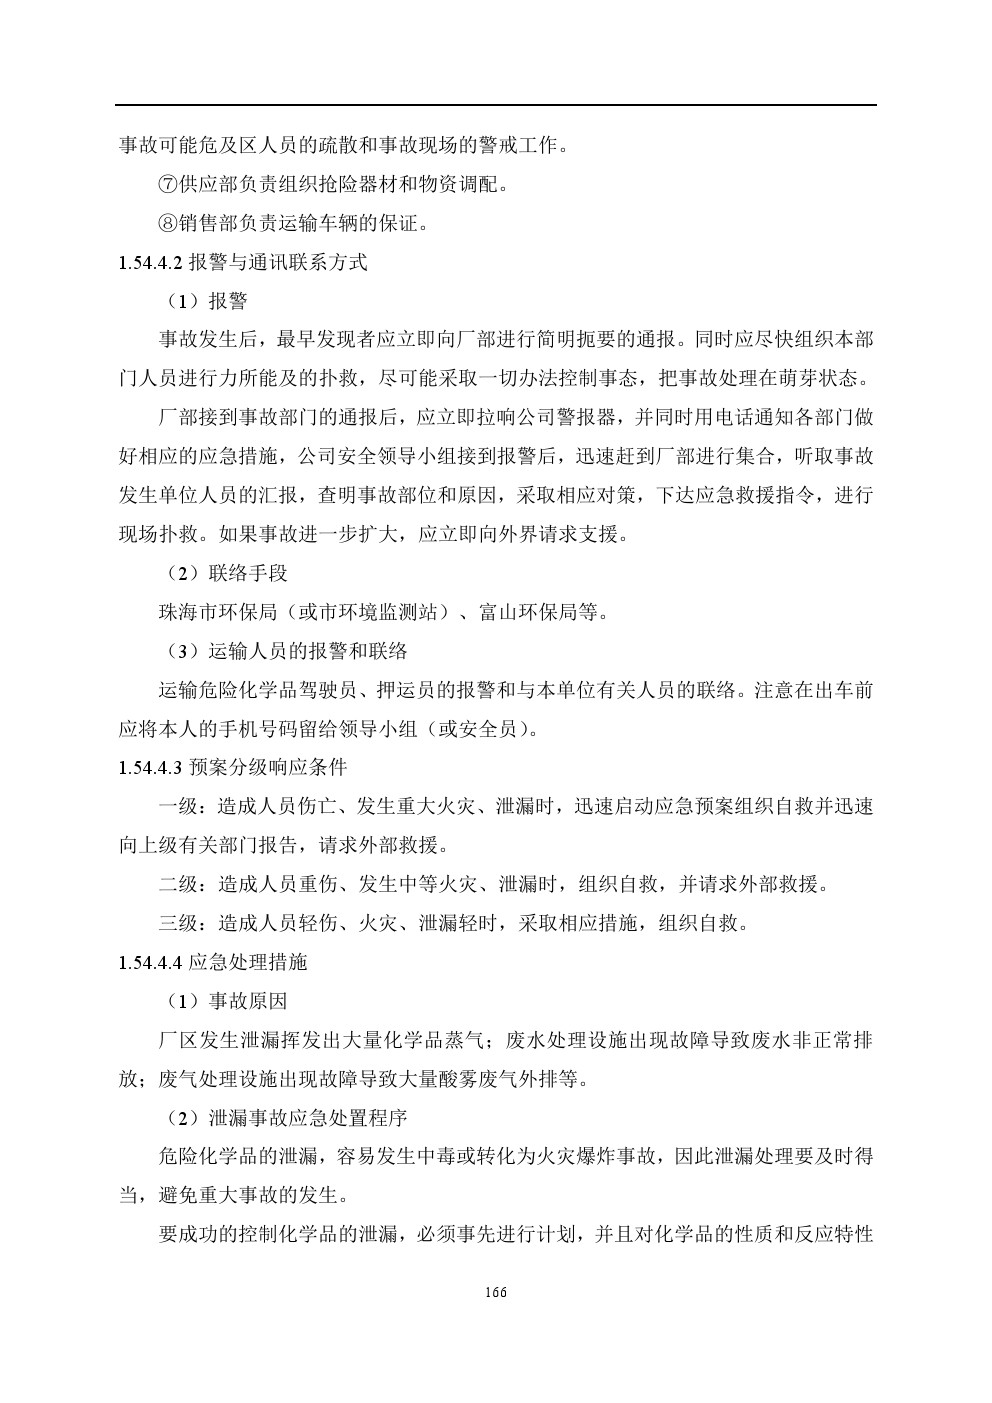 事故可能危及区人员的疏散和事故现场的警戒工作。
⑦供应部负责组织抢险器材和物资调配。
⑧销售部负责运输车辆的保证。
1.54.4.2 报警与通讯联系方式
（1）报警
事故发生后，最早发现者应立即向厂部进行简明扼要的通报。同时应尽快组织本部
门人员进行力所能及的扑救，尽可能采取一切办法控制事态，把事故处理在萌芽状态。
厂部接到事故部门的通报后，应立即拉响公司警报器，并同时用电话通知各部门做
好相应的应急措施，公司安全领导小组接到报警后，迅速赶到厂部进行集合，听取事故
发生单位人员的汇报，查明事故部位和原因，采取相应对策，下达应急救援指令，进行
现场扑救。如果事故进一步扩大，应立即向外界请求支援。
（2）联络手段
珠海市环保局（或市环境监测站）、富山环保局等。
（3）运输人员的报警和联络
运输危险化学品驾驶员、押运员的报警和与本单位有关人员的联络。注意在出车前
应将本人的手机号码留给领导小组（或安全员）。
1.54.4.3 预案分级响应条件
一级：造成人员伤亡、发生重大火灾、泄漏时，迅速启动应急预案组织自救并迅速
向上级有关部门报告，请求外部救援。
二级：造成人员重伤、发生中等火灾、泄漏时，组织自救，并请求外部救援。
三级：造成人员轻伤、火灾、泄漏轻时，采取相应措施，组织自救。
1.54.4.4 应急处理措施
（1）事故原因
厂区发生泄漏挥发出大量化学品蒸气；废水处理设施出现故障导致废水非正常排
放；废气处理设施出现故障导致大量酸雾废气外排等。
（2）泄漏事故应急处置程序
危险化学品的泄漏，容易发生中毒或转化为火灾爆炸事故，因此泄漏处理要及时得
当，避免重大事故的发生。
要成功的控制化学品的泄漏，必须事先进行计划，并且对化学品的性质和反应特性
166